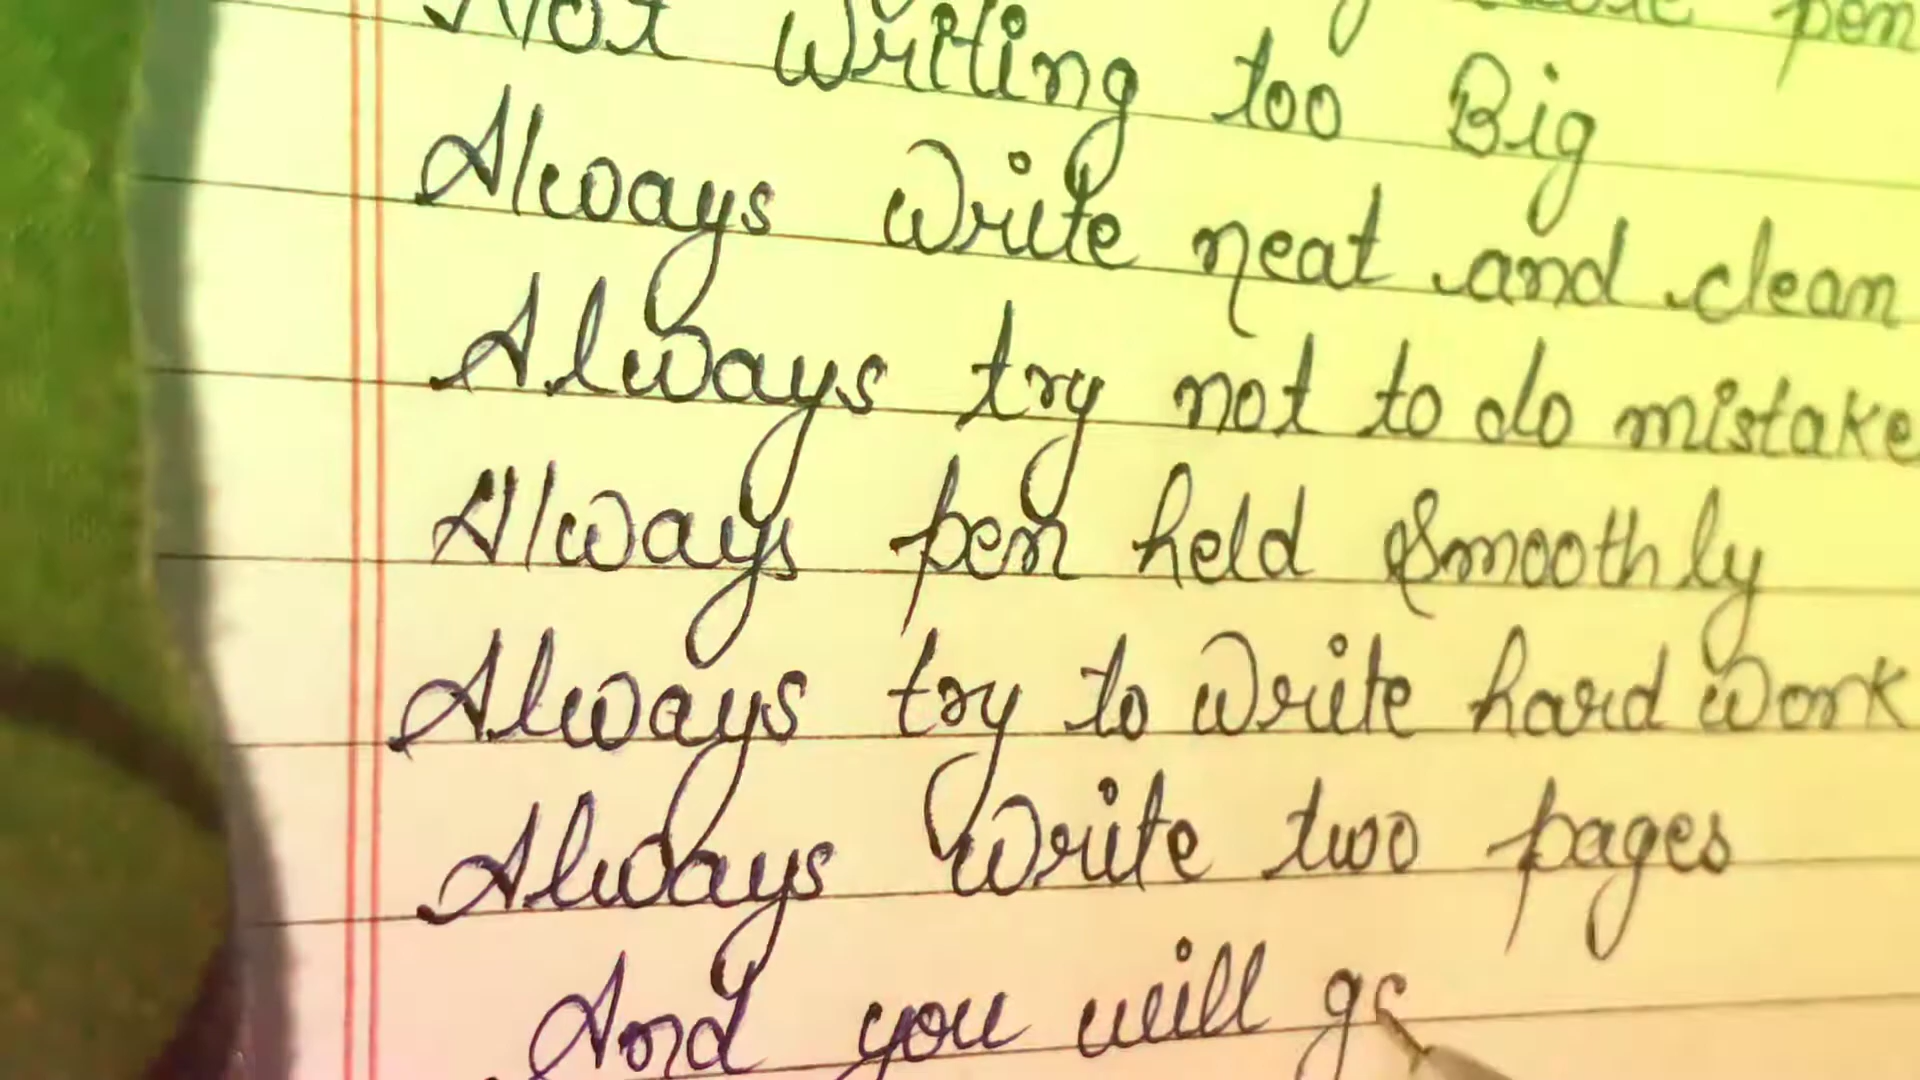 pen
Not Writing too Big
Always Write neat and clean
Always try not to do mistake
Always pen held Smoothly
Always try to Write hard Work
Always Write two pages
And you will